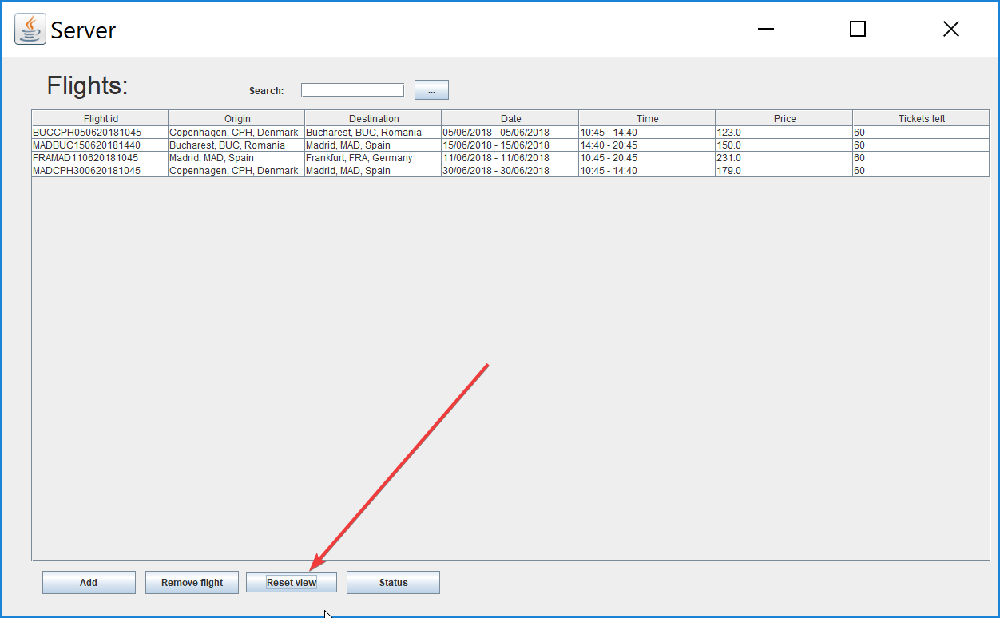 Server
Flights:
Search:
...
Flight id Origin Destination Date Time Price Tickets left
BUCCPH050620181045 Copenhagen, CPH, Denmark Bucharest, BUC, Romania 05/06/2018 - 05/06/2018 10:45 - 14:40 123.0 60
MADBUC150620181440 Bucharest, BUC, Romania Madrid, MAD, Spain 15/06/2018 - 15/06/2018 14:40 - 20:45 150.0 60
FRAMAD110620181045 Madrid, MAD, Spain Frankfurt, FRA, Germany 11/06/2018 - 11/06/2018 10:45 - 20:45 231.0 60
MADCPH300620181045 Copenhagen, CPH, Denmark Madrid, MAD, Spain 30/06/2018 - 30/06/2018 10:45 - 14:40 179.0 60
Add Remove flight Reset view Status